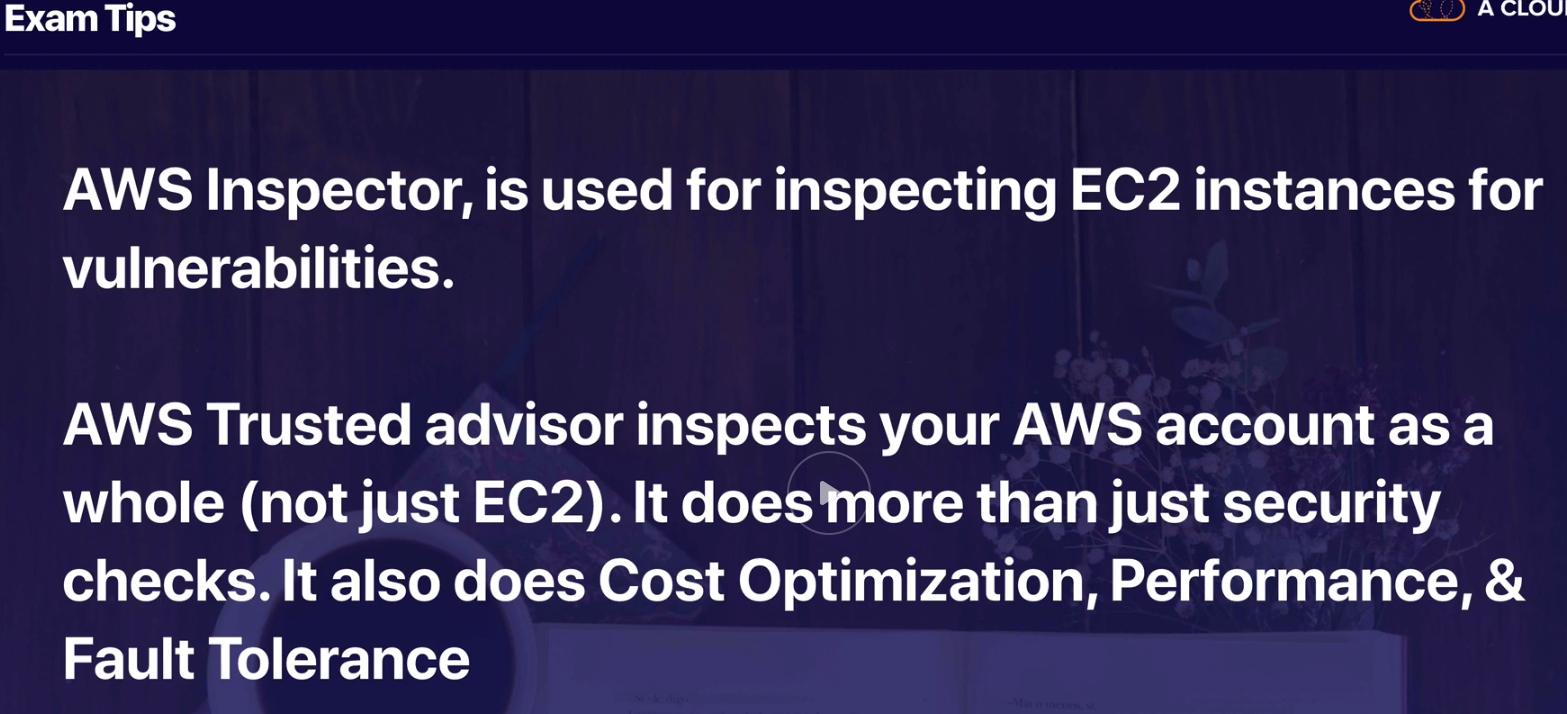 Exam Tips
A CLOU
AWS Inspector, is used for inspecting EC2 instances for
vulnerabilities.
AWS Trusted advisor inspects your AWS account as a
whole (not just EC2). It does more than just security
checks. It also does Cost Optimization, Performance, &
Fault Tolerance